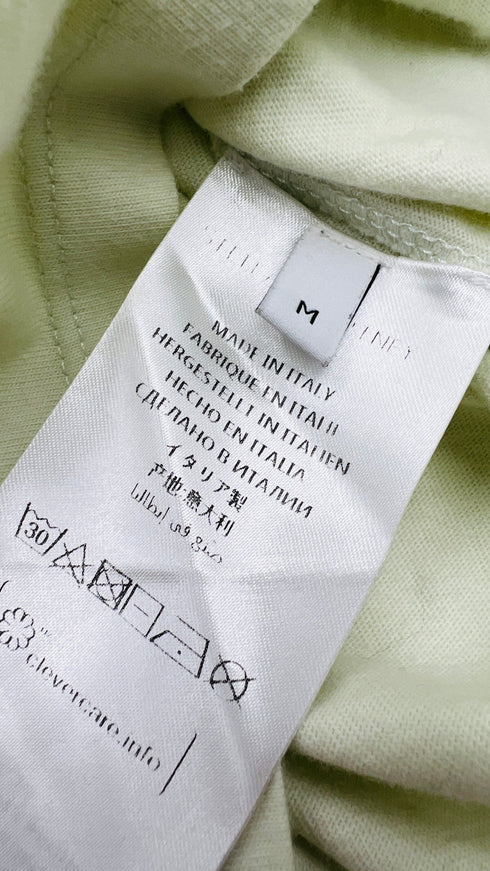 M
MADE IN ITALY
FABRIQUE EN ITALIE
HERGESTELLT IN ITALIEN
HECHO EN ITALIA
СДЕЛАНО В ИТАЛИИ
イタリア製
产地:意大利
صنع في إيطاليا
30
clevercare.info